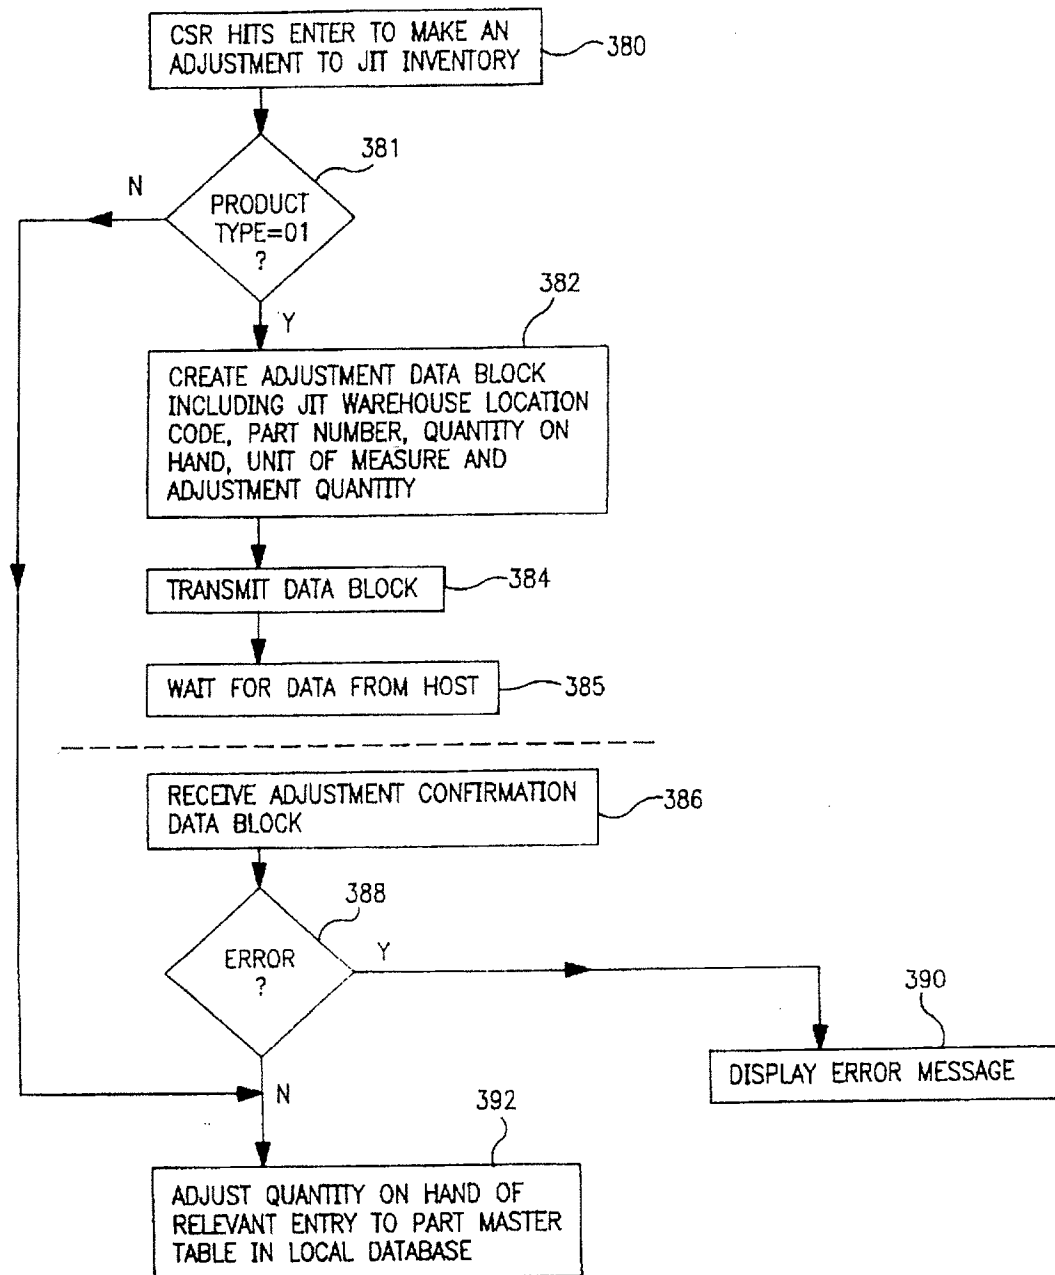 CSR HITS ENTER TO MAKE AN
ADJUSTMENT TO JIT INVENTORY
380
381
N
PRODUCT
TYPE=01
?
Y
382
CREATE ADJUSTMENT DATA BLOCK
INCLUDING JIT WAREHOUSE LOCATION
CODE, PART NUMBER, QUANTITY ON
HAND, UNIT OF MEASURE AND
ADJUSTMENT QUANTITY
TRANSMIT DATA BLOCK
384
WAIT FOR DATA FROM HOST
385
RECEIVE ADJUSTMENT CONFIRMATION
DATA BLOCK
386
388
ERROR
?
Y
390
DISPLAY ERROR MESSAGE
N
392
ADJUST QUANTITY ON HAND OF
RELEVANT ENTRY TO PART MASTER
TABLE IN LOCAL DATABASE